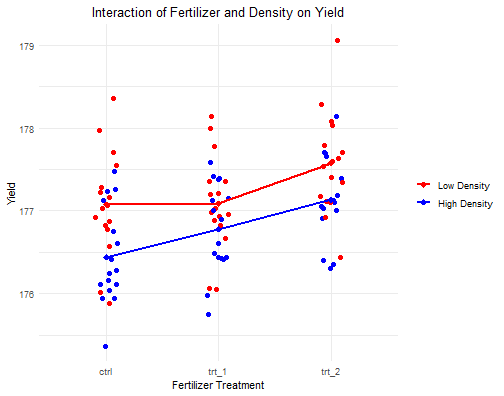 Interaction of Fertilizer and Density on Yield
179
178
177
176
Yield
ctrl
trt_1
trt_2
Fertilizer Treatment
Low Density
High Density